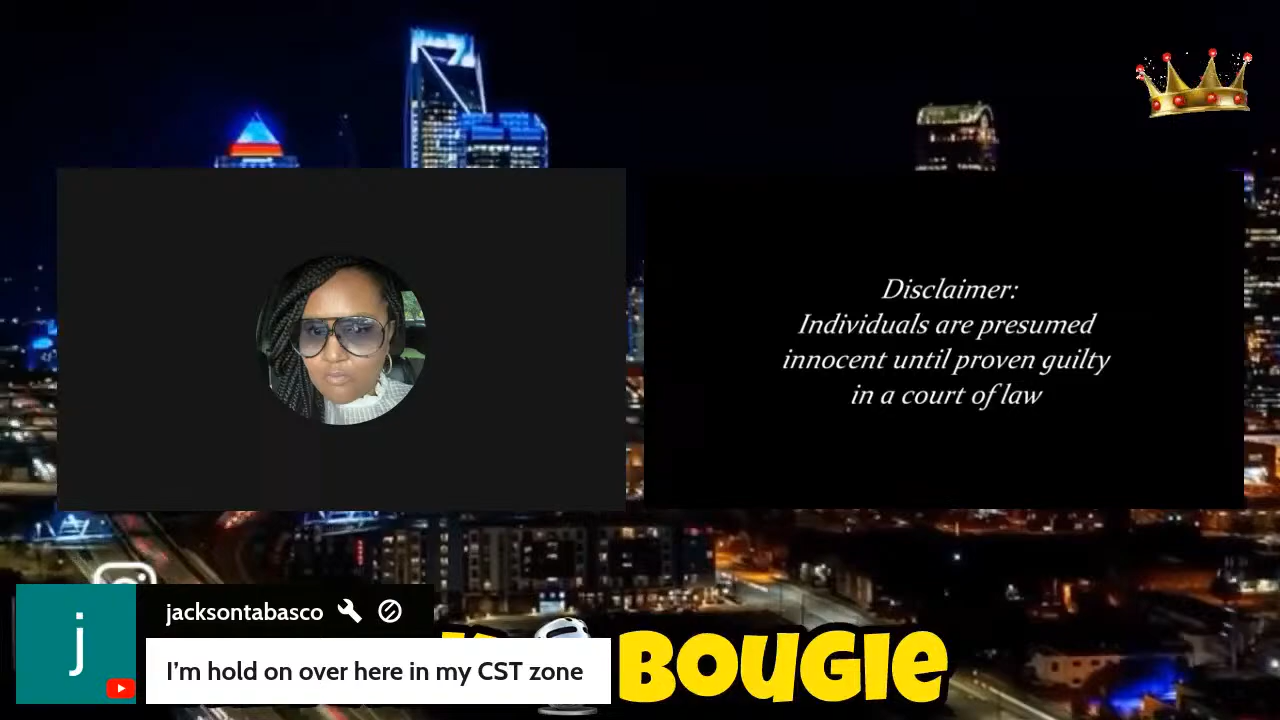 Disclaimer:
Individuals are presumed
innocent until proven guilty
in a court of law
jacksontabasco
j
I’m hold on over here in my CST zone
BOUGIE